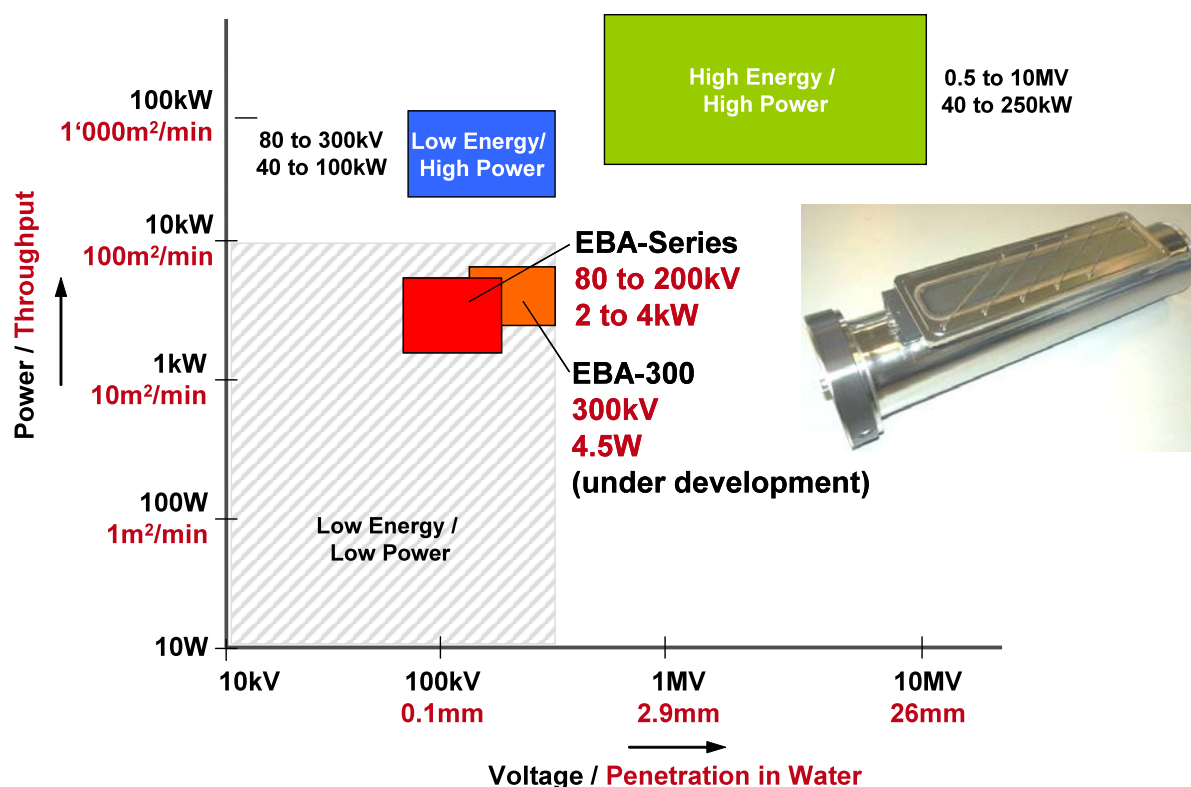 High Energy /
High Power
0.5 to 10MV
40 to 250kW
100kW
1‘000m²/min
80 to 300kV
40 to 100kW
Low Energy/
High Power
10kW
100m²/min
EBA-Series
80 to 200kV
2 to 4kW
1kW
10m²/min
EBA-300
300kV
4.5W
(under development)
100W
1m²/min
Low Energy /
Low Power
10W
Power / Throughput
10kV
100kV
1MV
10MV
0.1mm
2.9mm
26mm
Voltage / Penetration in Water